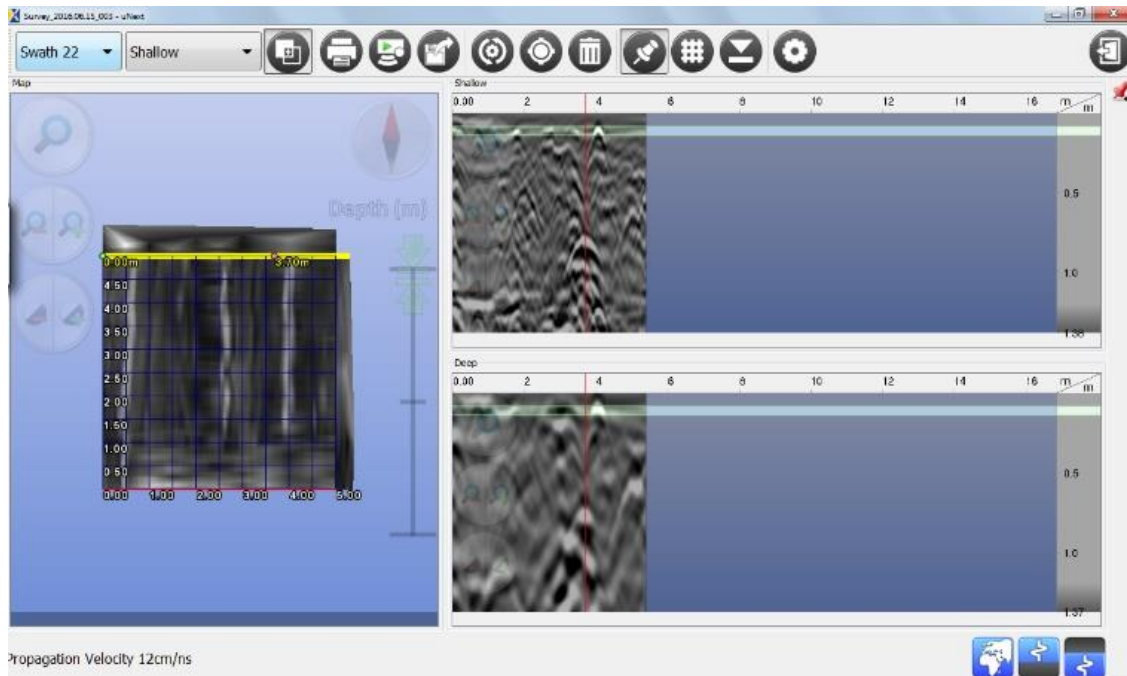 Survey_2016.06.15_003 - uNext
Swath 22 Shallow
Map
Depth (m)
0.00m 3.70m
4.50
4.00
3.50
3.00
2.50
2.00
1.50
1.00
0.50
0.00 1.00 2.00 3.00 4.00 5.00
Shallow
0.00 2 4 6 8 10 12 14 16 m m
0.5
1.0
1.38
Deep
0.00 2 4 6 8 10 12 14 16 m m
0.5
1.0
1.37
Propagation Velocity 12cm/ns